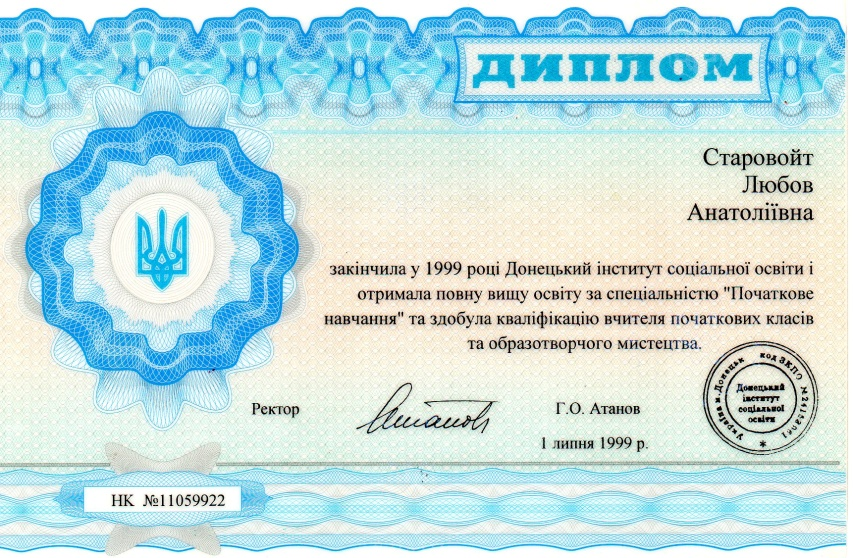 ДИПЛОМ
Старовойт
Любов
Анатоліївна
закінчила у 1999 році Донецький інститут соціальної освіти і
отримала повну вищу освіту за спеціальністю "Початкове
навчання" та здобула кваліфікацію вчителя початкових класів
та образотворчого мистецтва.
Ректор
Г.О. Атанов
1 липня 1999 р.
Україна м.Донецьк код ЗКПО
Донецький
інститут
соціальної
освіти
НК №11059922